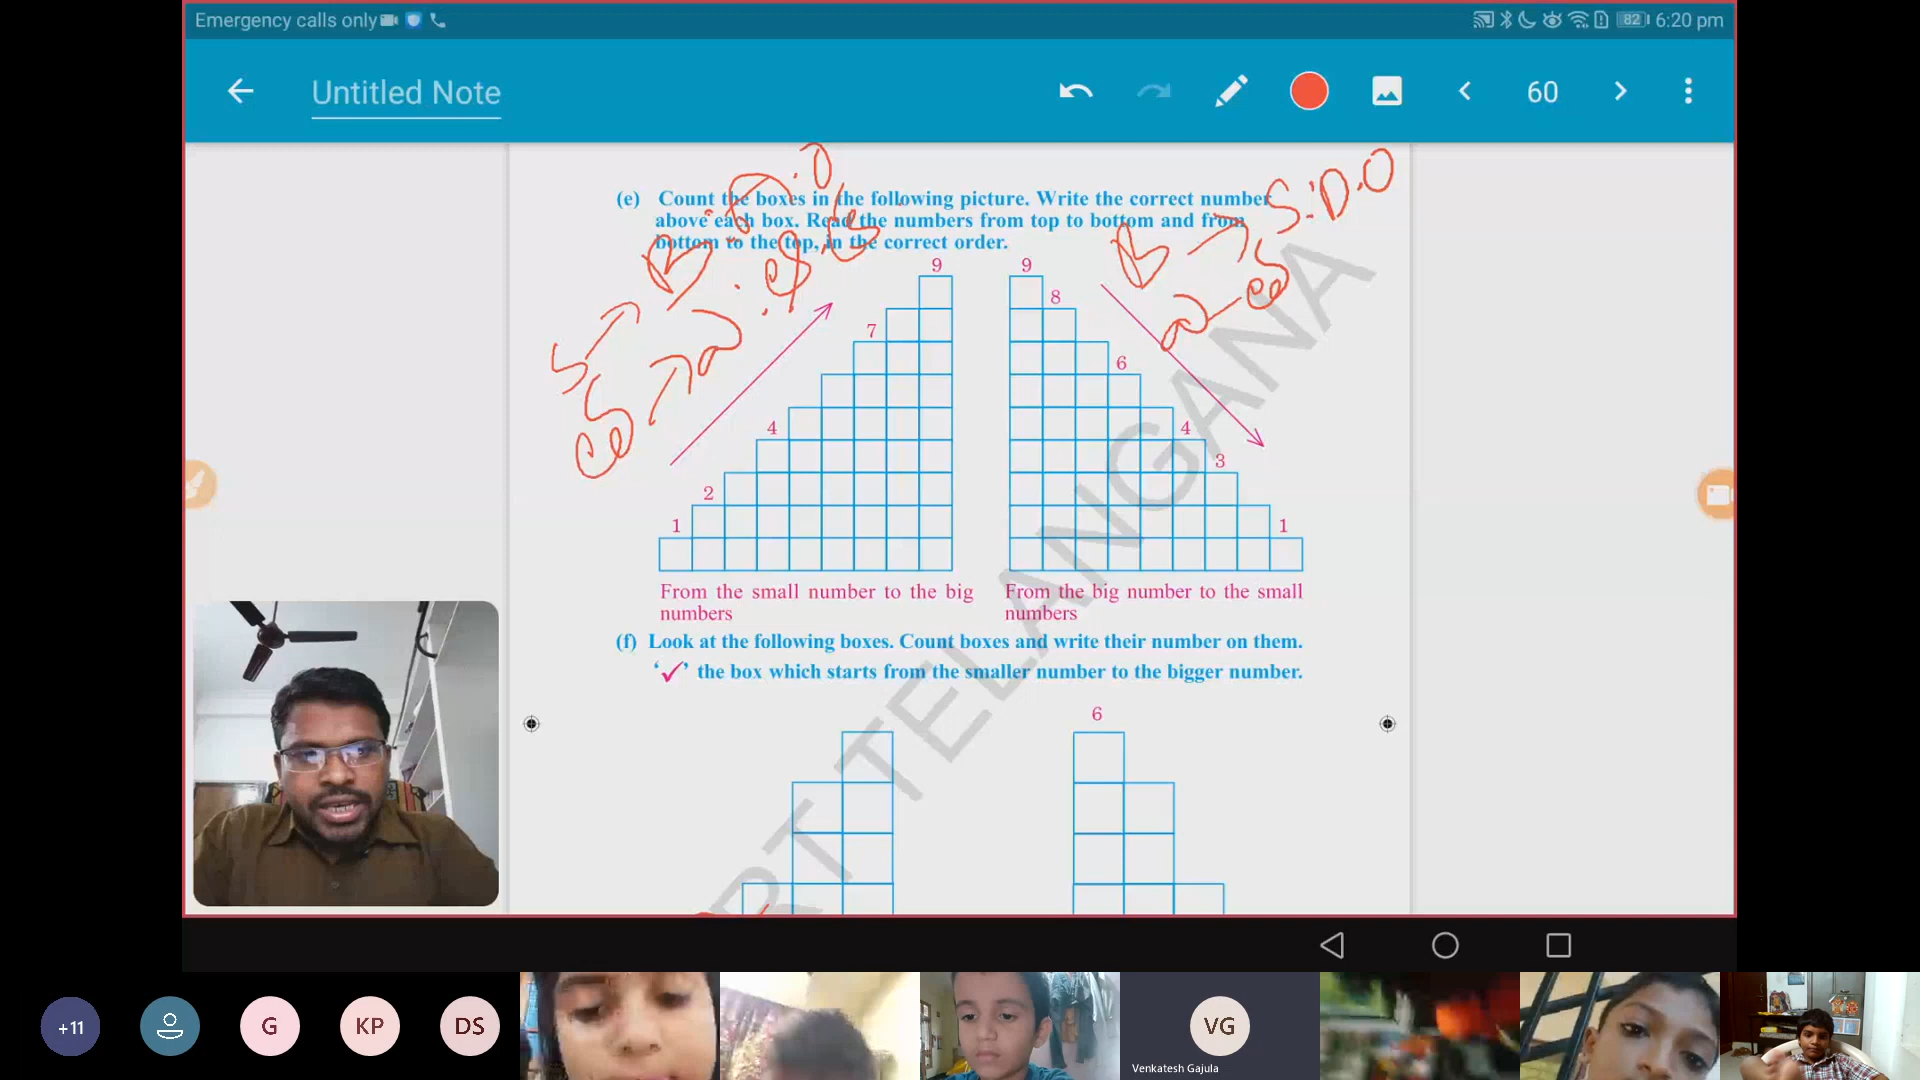 Emergency calls only
82 6:20 pm
Untitled Note
60
(e) Count the boxes in the following picture. Write the correct number
above each box. Read the numbers from top to bottom and from
bottom to the top, in the correct order.
S → B
A.O
B → S
S.D.O
9
7
4
2
1
9
8
6
4
3
1
From the small number to the big
numbers
From the big number to the small
numbers
(f) Look at the following boxes. Count boxes and write their number on them.
‘✓’ the box which starts from the smaller number to the bigger number.
6
RT TELANGANA
+11
G
KP
DS
VG
Venkatesh Gajula